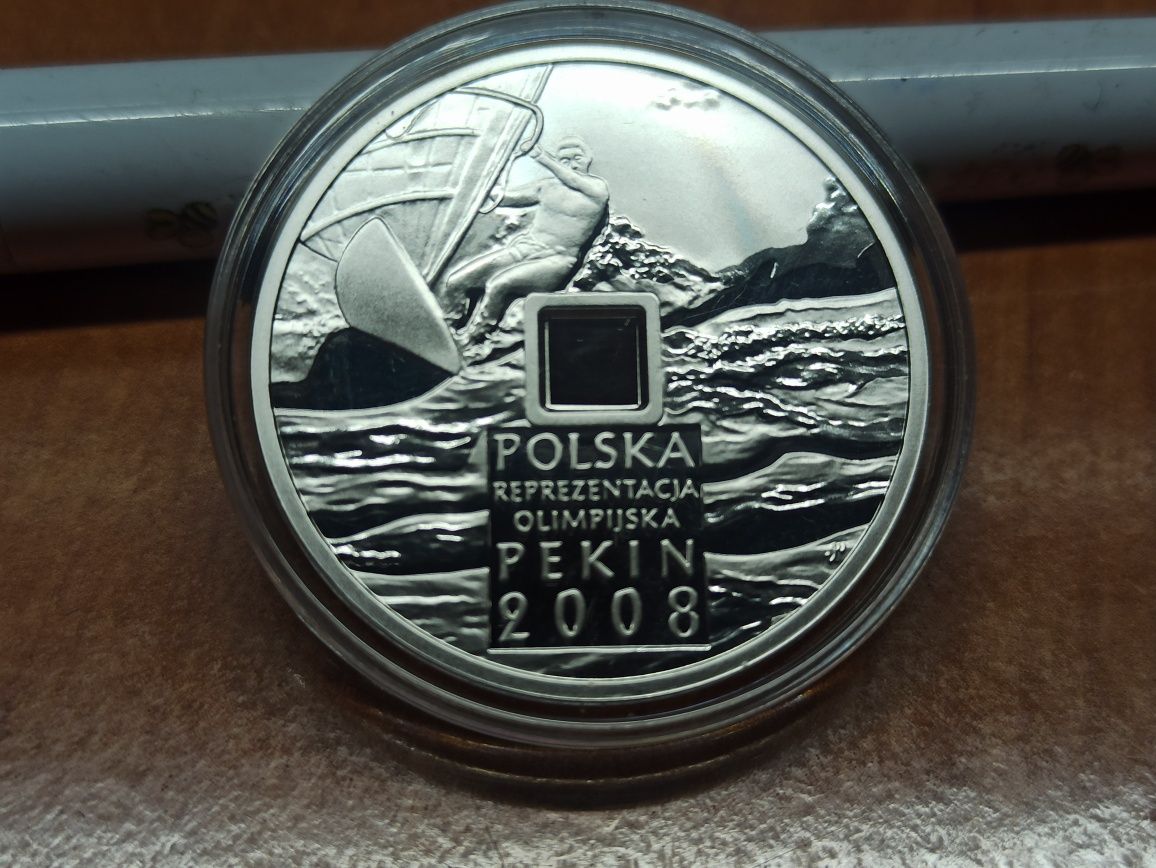 POLSKA
REPREZENTACJA
OLIMPIJSKA
PEKIN
2008